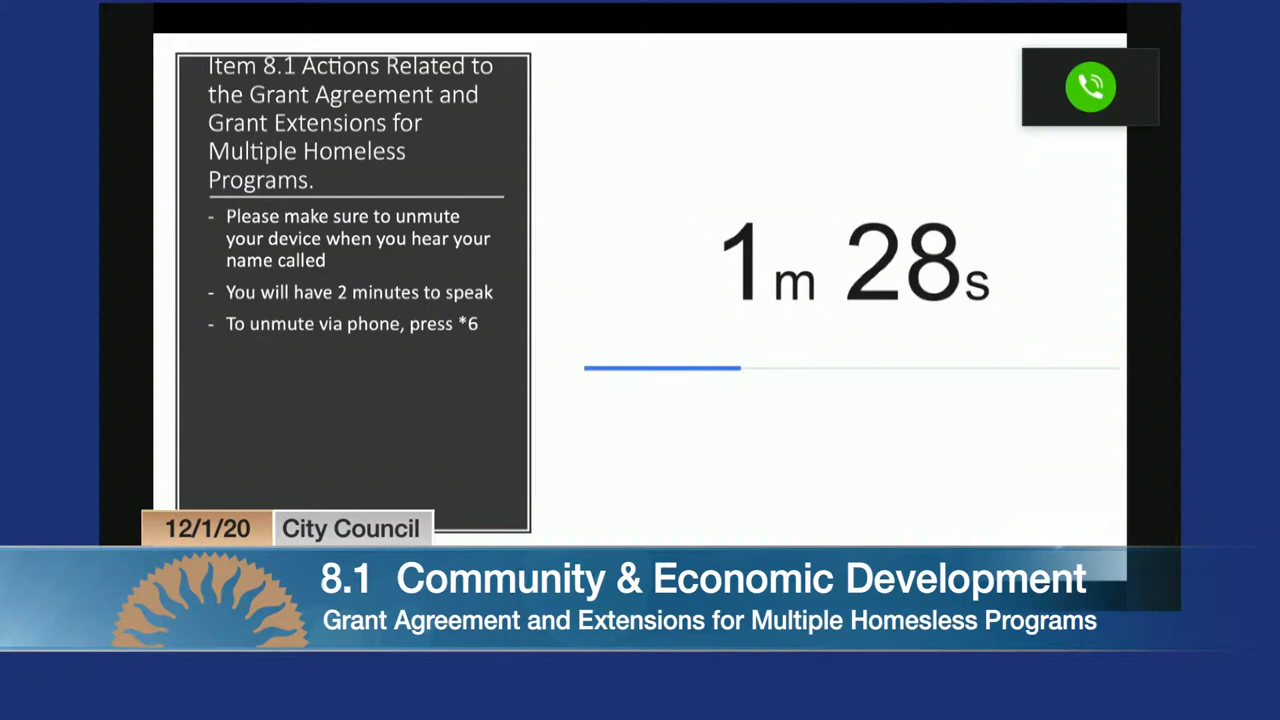 Item 8.1 Actions Related to
the Grant Agreement and
Grant Extensions for
Multiple Homeless
Programs.
- Please make sure to unmute
your device when you hear your
name called
- You will have 2 minutes to speak
- To unmute via phone, press *6
1m 28s
12/1/20 City Council
8.1 Community & Economic Development
Grant Agreement and Extensions for Multiple Homesless Programs